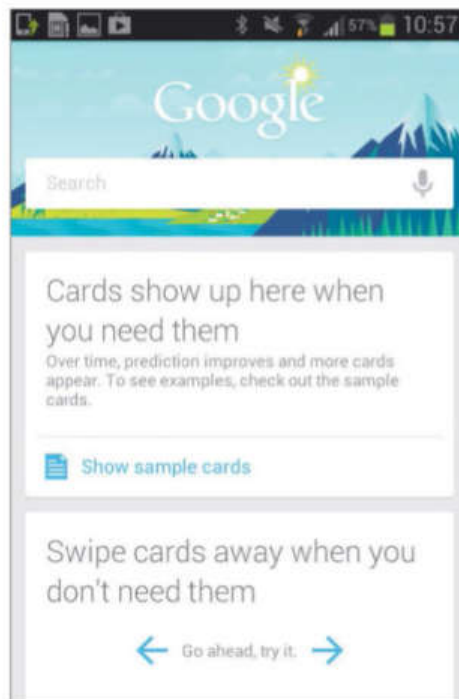 57% 10:57
Google
Search
Cards show up here when
you need them
Over time, prediction improves and more cards
appear. To see examples, check out the sample
cards.
Show sample cards
Swipe cards away when you
don't need them
Go ahead, try it.